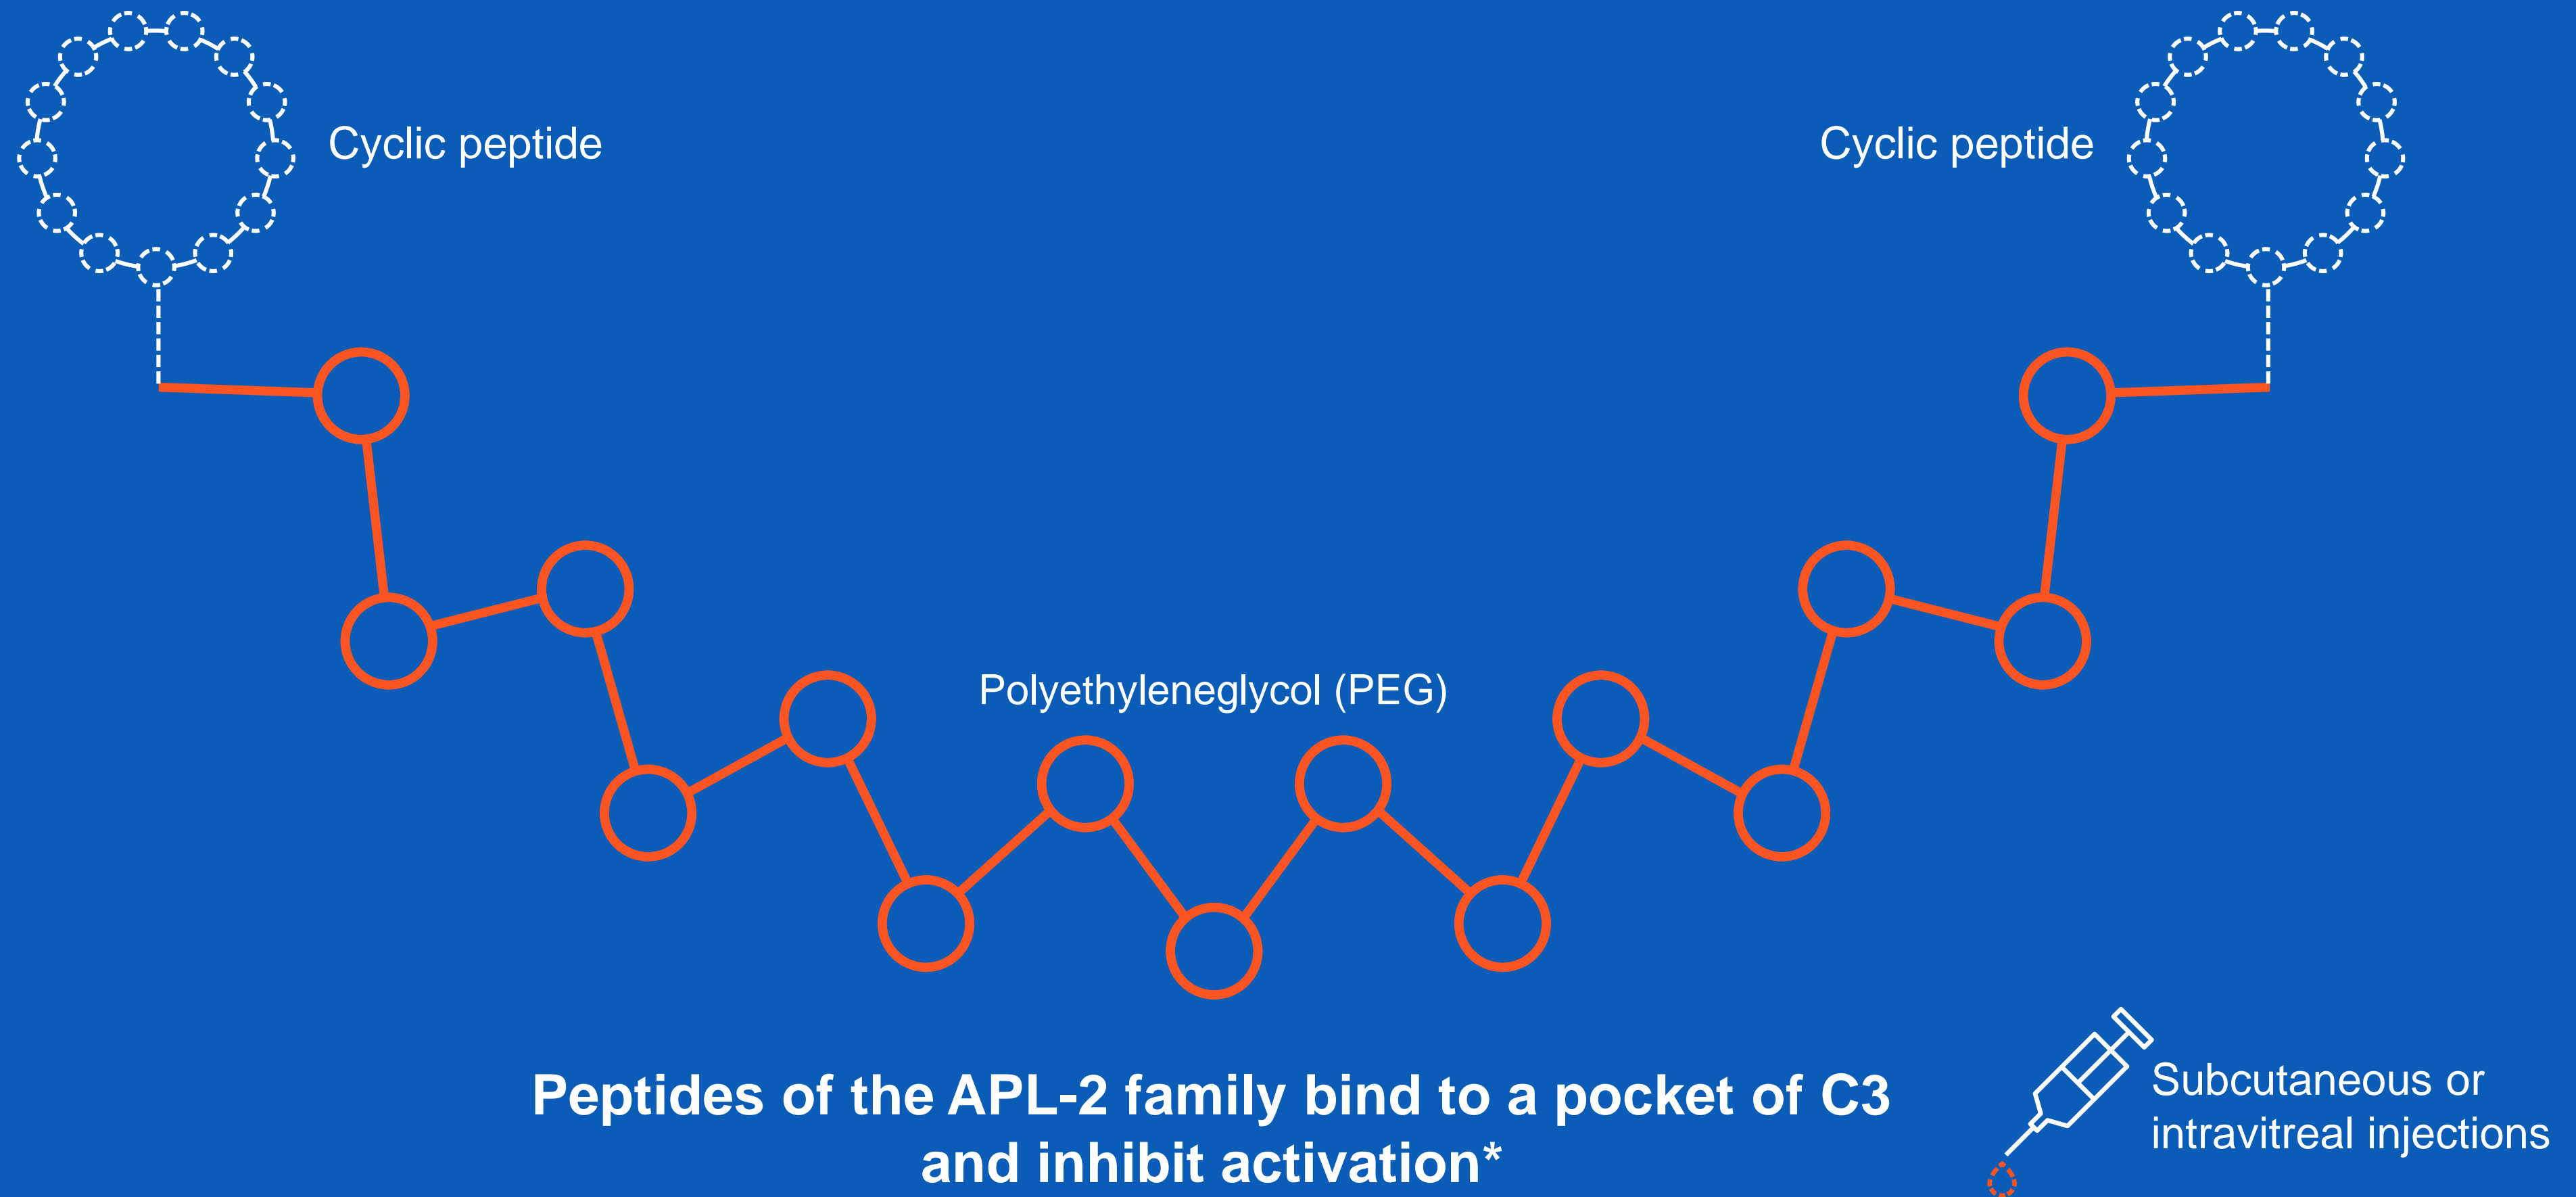 Cyclic peptide
Cyclic peptide
Polyethyleneglycol (PEG)
Peptides of the APL-2 family bind to a pocket of C3
and inhibit activation*
Subcutaneous or
intravitreal injections